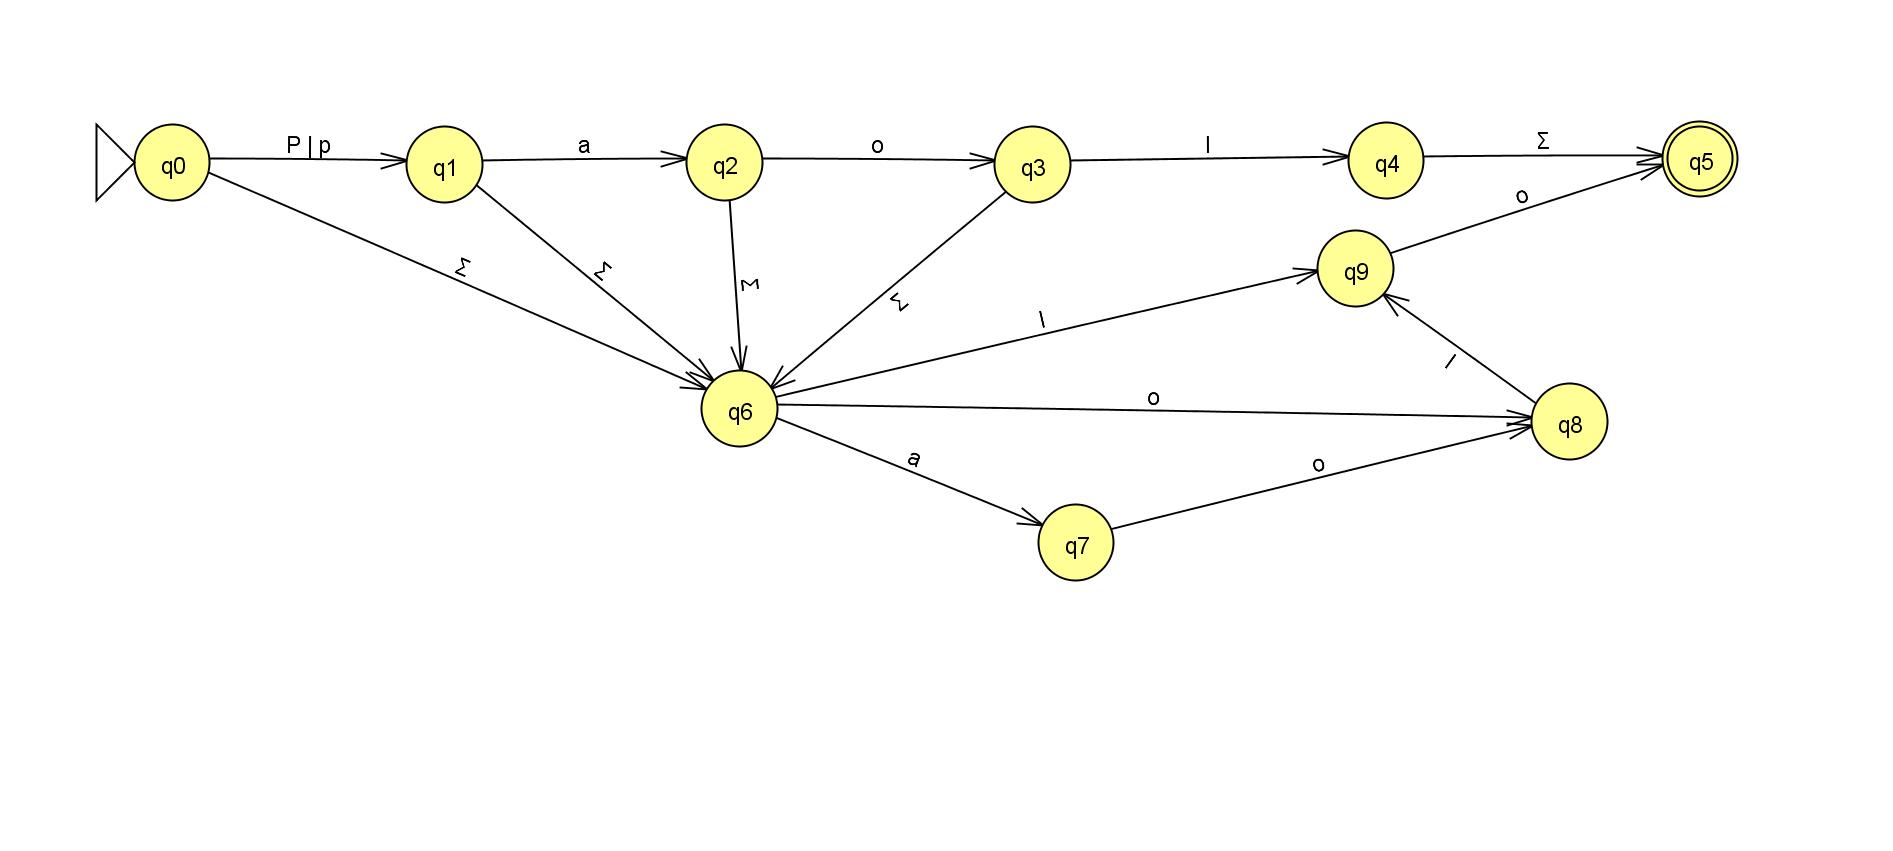 q0 P|p q1 a q2 o q3 l q4 Σ q5
o
Σ Σ Σ Σ l q9
l
q6 o q8
a o
q7